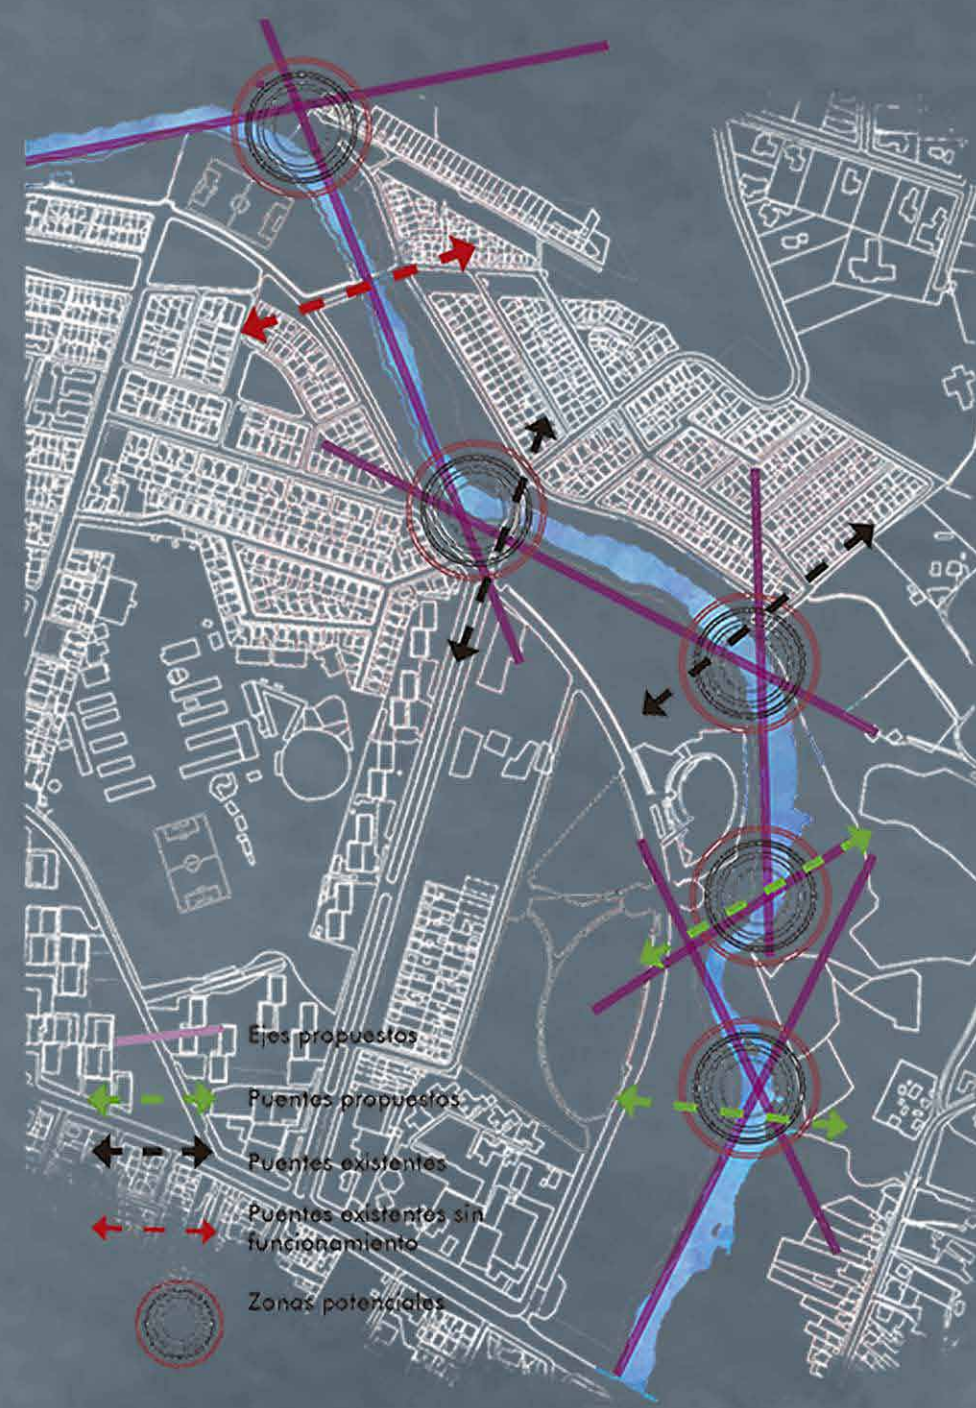 Ejes propuestos
Puentes propuestos
Puentes existentes
Puentes existentes sin
funcionamiento
Zonas potenciales